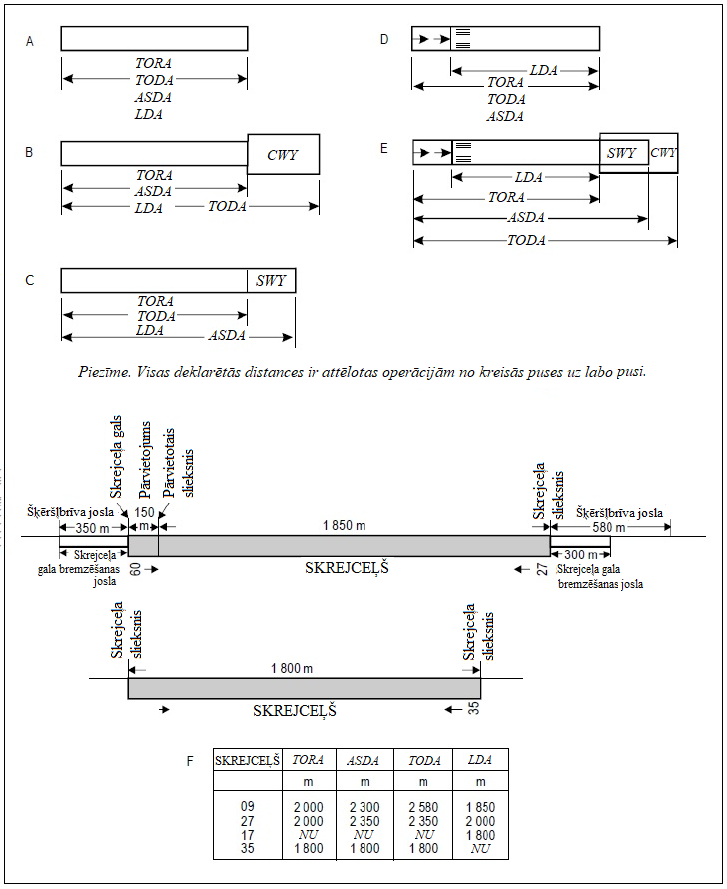 A
TORA
TODA
ASDA
LDA
B
CWY
TORA
ASDA
LDA TODA
C
SWY
TORA
TODA
LDA ASDA
D
LDA
TORA
TODA
ASDA
E
SWY CWY
LDA
TORA
ASDA
TODA
Piezīme. Visas deklarētās distances ir attēlotas operācijām no kreisās puses uz labo pusi.
Skrejceļa gals
Pārvietojums
Pārvietotais
slieksnis
Skrejceļa
slieksnis
Šķēršļbrīva josla
350 m
150
m
1 850 m
Šķēršļbrīva josla
580 m
Skrejceļa
gala bremzēšanas
josla
09
SKREJCEĻŠ
27
300 m
Skrejceļa gala
bremzēšanas josla
Skrejceļa
slieksnis
Skrejceļa
slieksnis
1 800 m
SKREJCEĻŠ
35
F
SKREJCEĻŠ TORA ASDA TODA LDA
m m m m
09 2 000 2 300 2 580 1 850
27 2 000 2 350 2 350 2 000
17 NU NU NU 1 800
35 1 800 1 800 1 800 NU